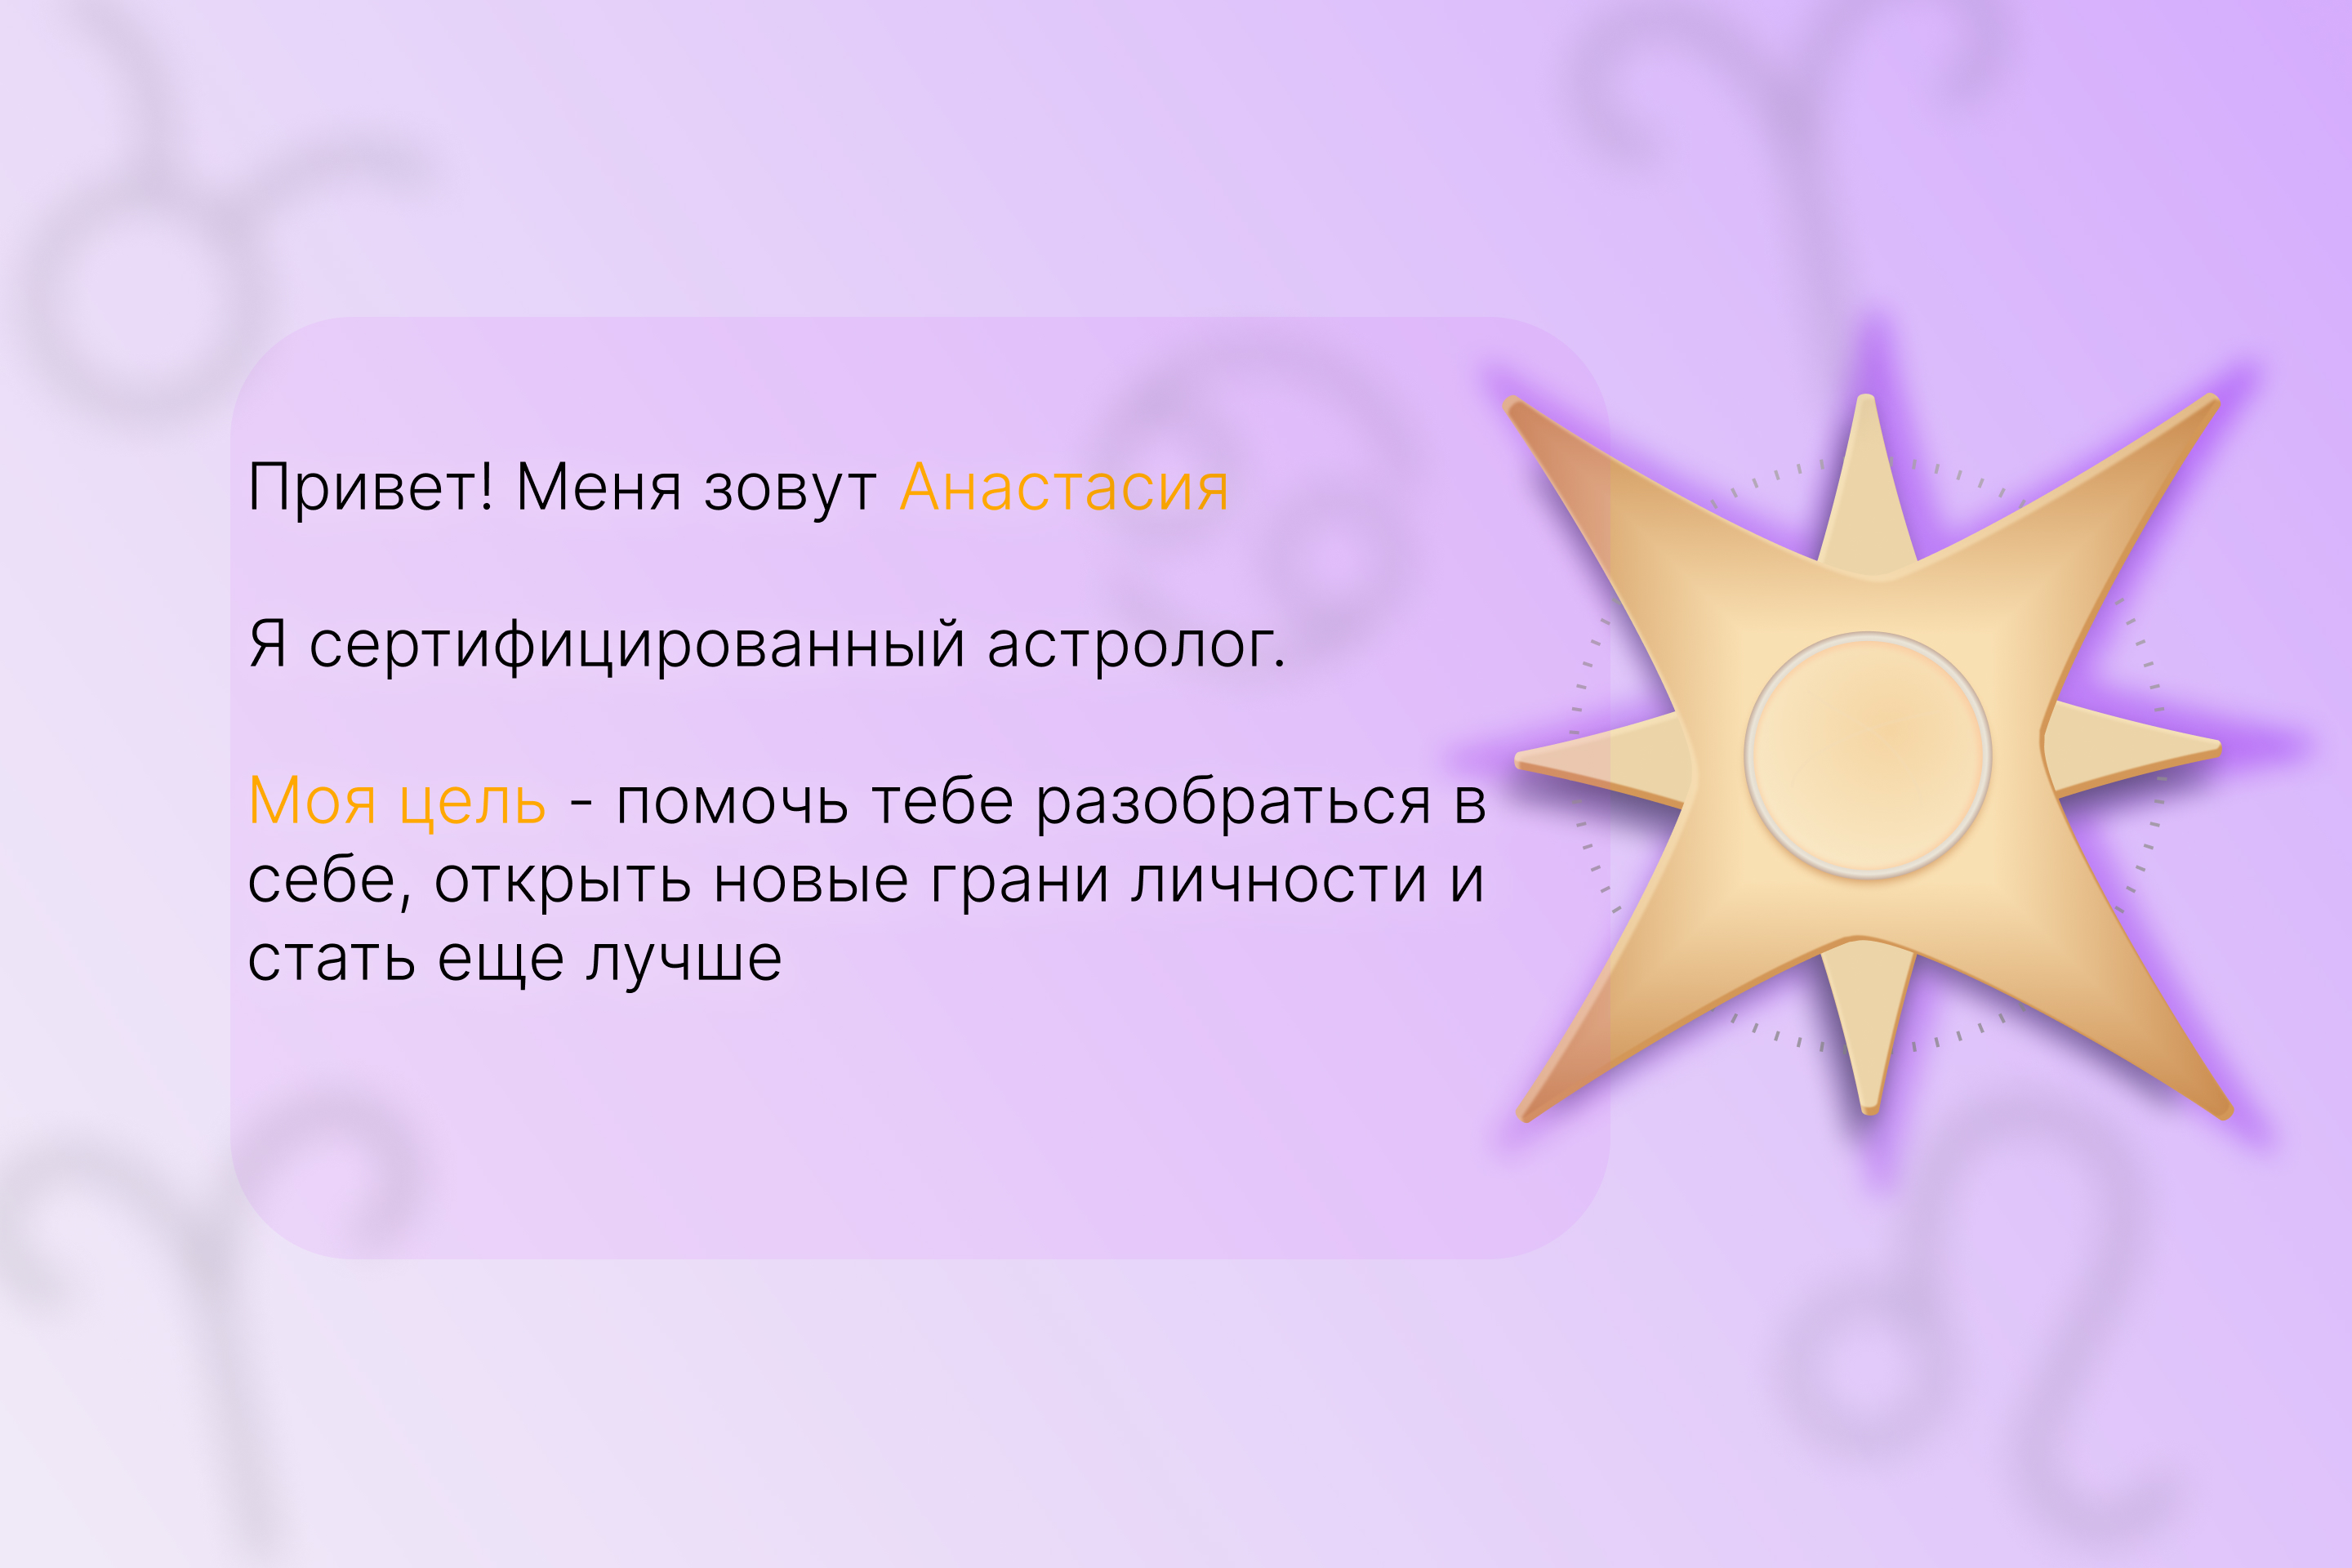 Привет! Меня зовут Анастасия
Я сертифицированный астролог.
Моя цель - помочь тебе разобраться в
себе, открыть новые грани личности и
стать еще лучше